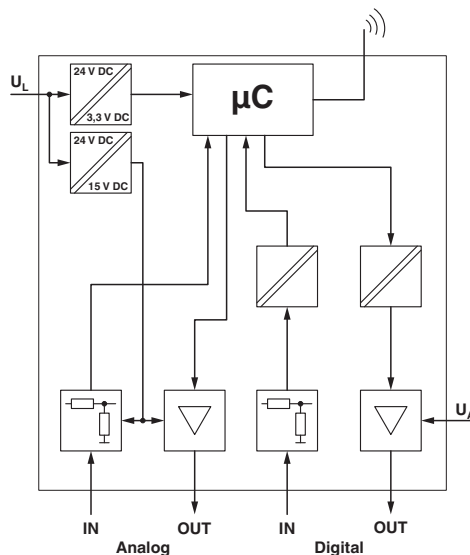 24 V DC
U_L
3,3 V DC
µC
24 V DC
15 V DC
U_A
IN
OUT
IN
OUT
Analog
Digital